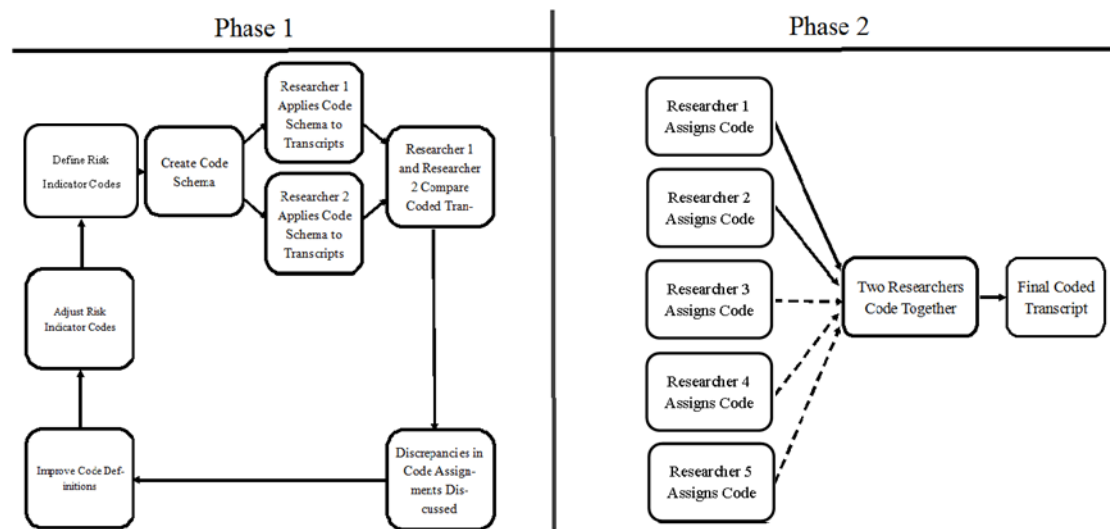 Phase 1
Define Risk
Indicator Codes
Create Code
Schema
Researcher 1
Applies Code
Schema to
Transcripts
Researcher 2
Applies Code
Schema to
Transcripts
Researcher 1
and Researcher
2 Compare
Coded Tran-
Discrepancies in
Code Assign-
ments Dis-
cussed
Improve Code Def-
initions
Adjust Risk
Indicator Codes
Phase 2
Researcher 1
Assigns Code
Researcher 2
Assigns Code
Researcher 3
Assigns Code
Researcher 4
Assigns Code
Researcher 5
Assigns Code
Two Researchers
Code Together
Final Coded
Transcript